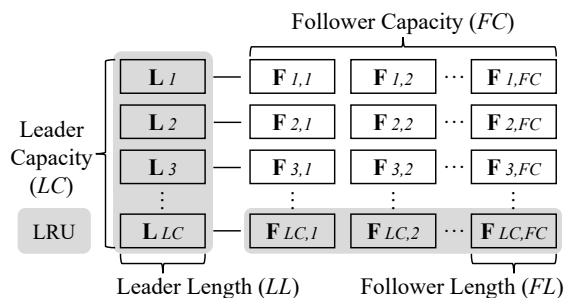 Follower Capacity (FC)
L 1 F 1,1 F 1,2 ··· F 1,FC
L 2 F 2,1 F 2,2 ··· F 2,FC
Leader
Capacity
(LC)
L 3 F 3,1 F 3,2 ··· F 3,FC
⋮ ⋮ ⋮ ⋮
LRU L LC F LC,1 F LC,2 ··· F LC,FC
Leader Length (LL) Follower Length (FL)